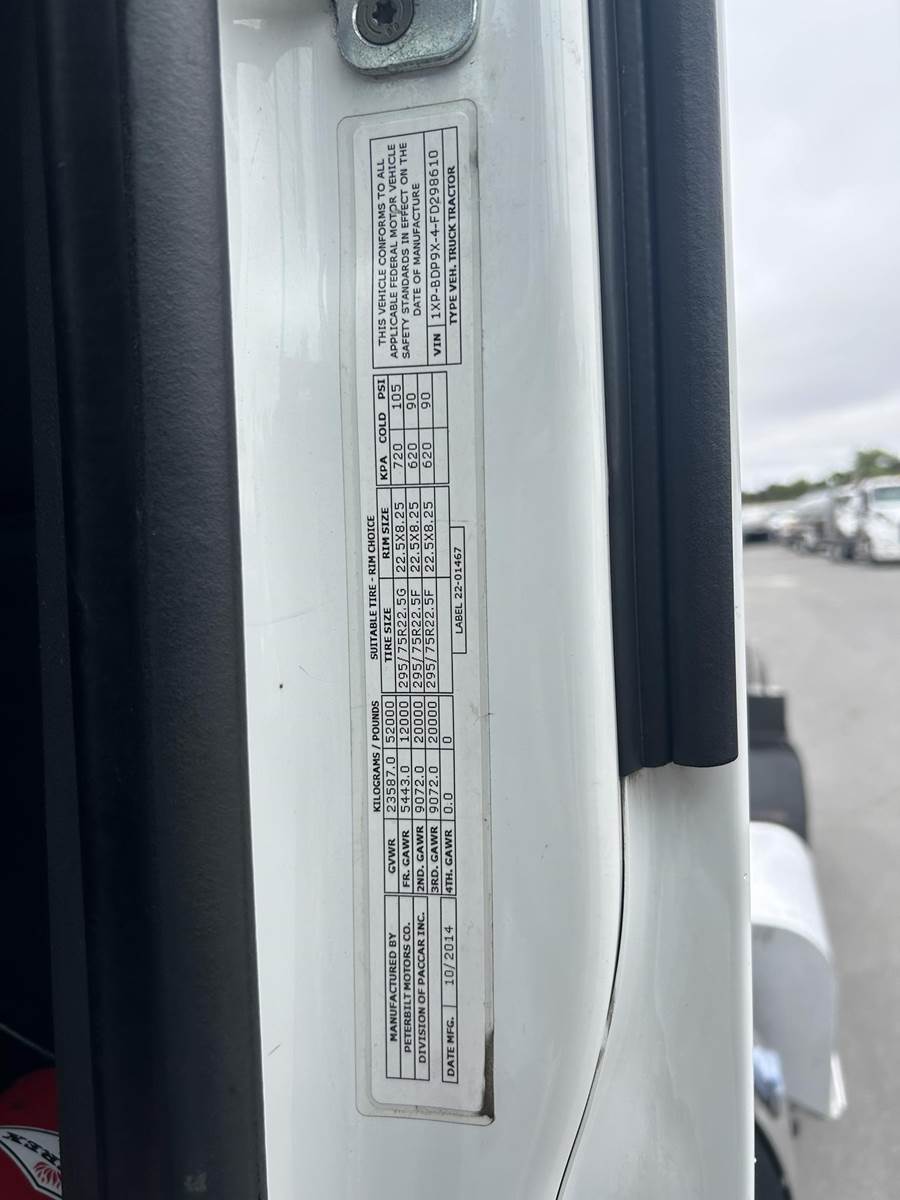 MANUFACTURED BY
PETERBILT MOTORS CO.
DIVISION OF PACCAR INC.
DATE MFG. 10/2014
KILOGRAMS / POUNDS
GVWR 23587.0 52000
FR. GAWR 5443.0 12000
2ND. GAWR 9072.0 20000
3RD. GAWR 9072.0 20000
4TH. GAWR 0.0 0
SUITABLE TIRE - RIM CHOICE
TIRE SIZE RIM SIZE KPA COLD PSI
295/75R22.5G 22.5X8.25 720 105
295/75R22.5F 22.5X8.25 620 90
295/75R22.5F 22.5X8.25 620 90
LABEL 22-01467
THIS VEHICLE CONFORMS TO ALL
APPLICABLE FEDERAL MOTOR VEHICLE
SAFETY STANDARDS IN EFFECT ON THE
DATE OF MANUFACTURE
VIN 1XP-BDP9X-4-FD298610
TYPE VEH. TRUCK TRACTOR